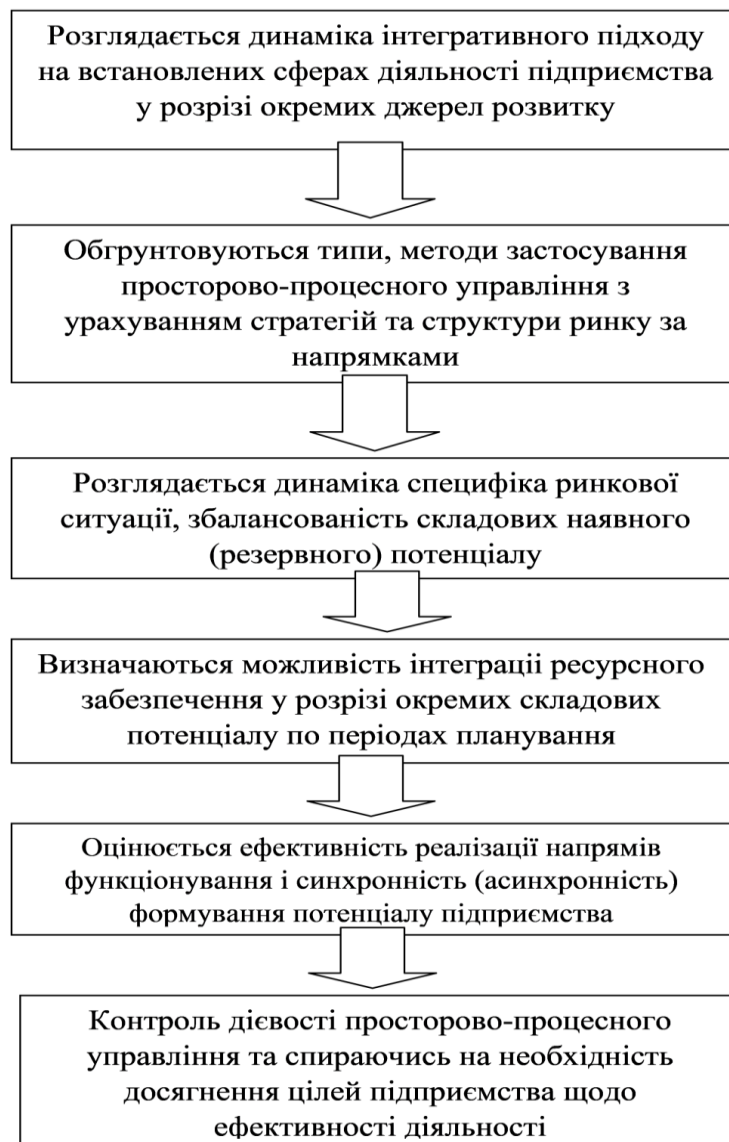 Розглядається динаміка інтегративного підходу
на встановлених сферах діяльності підприємства
у розрізі окремих джерел розвитку
Обгрунтовуються типи, методи застосування
просторово-процесного управління з
урахуванням стратегій та структури ринку за
напрямками
Розглядається динаміка специфіка ринкової
ситуації, збалансованість складових наявного
(резервного) потенціалу
Визначаються можливість інтеграції ресурсного
забезпечення у розрізі окремих складових
потенціалу по періодах планування
Оцінюється ефективність реалізації напрямів
функціонування і синхронність (асинхронність)
формування потенціалу підприємства
Контроль дієвості просторово-процесного
управління та спираючись на необхідність
досягнення цілей підприємства щодо
ефективності діяльності